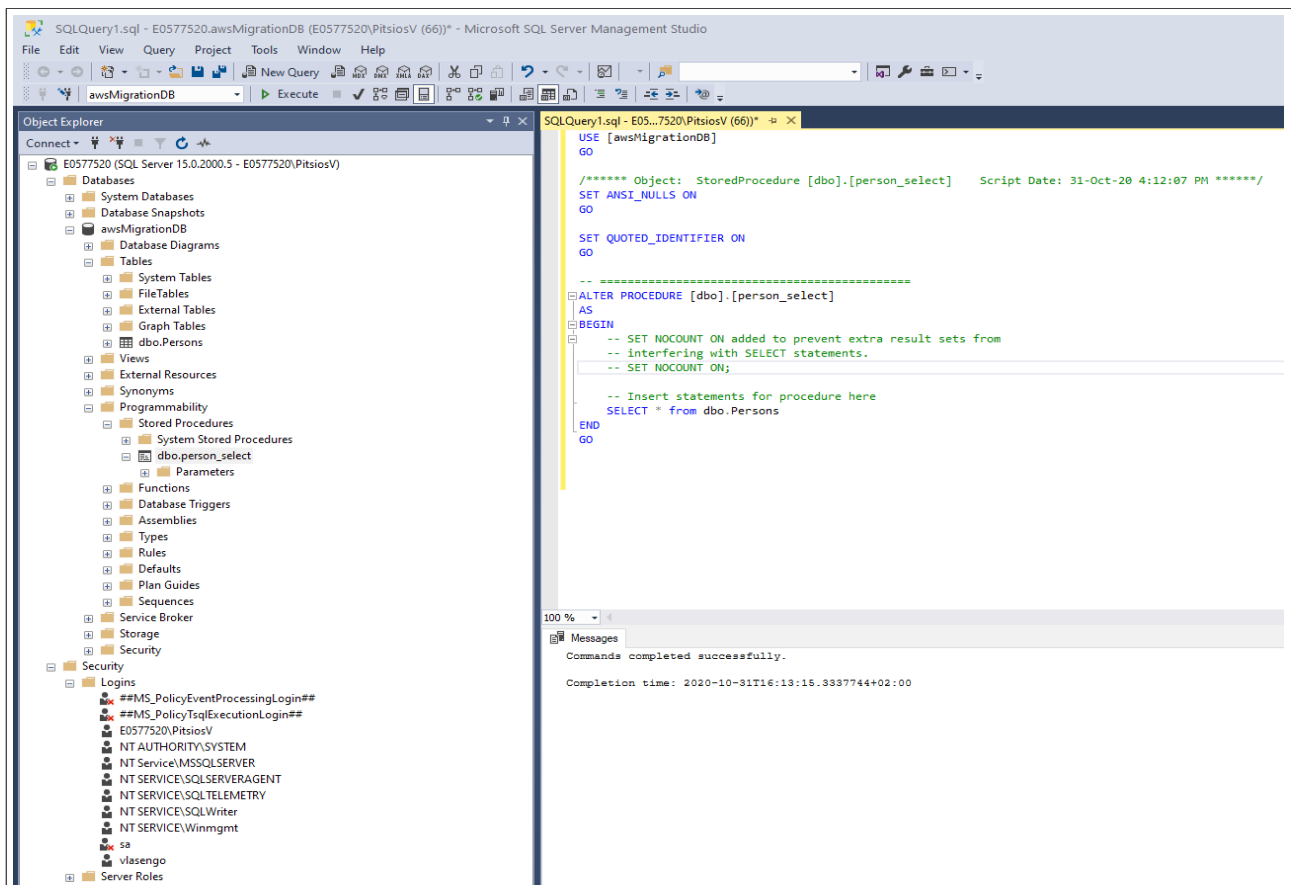 SQLQuery1.sql - E0577520.awsMigrationDB (E0577520\PitsiosV (66))* - Microsoft SQL Server Management Studio
File Edit View Query Project Tools Window Help
New Query MDX DMX XMLA DAX
awsMigrationDB Execute
Object Explorer
Connect
E0577520 (SQL Server 15.0.2000.5 - E0577520\PitsiosV)
Databases
System Databases
Database Snapshots
awsMigrationDB
Database Diagrams
Tables
System Tables
FileTables
External Tables
Graph Tables
dbo.Persons
Views
External Resources
Synonyms
Programmability
Stored Procedures
System Stored Procedures
dbo.person_select
Parameters
Functions
Database Triggers
Assemblies
Types
Rules
Defaults
Plan Guides
Sequences
Service Broker
Storage
Security
Security
Logins
##MS_PolicyEventProcessingLogin##
##MS_PolicyTsqlExecutionLogin##
E0577520\PitsiosV
NT AUTHORITY\SYSTEM
NT Service\MSSQLSERVER
NT SERVICE\SQLSERVERAGENT
NT SERVICE\SQLTELEMETRY
NT SERVICE\SQLWriter
NT SERVICE\Winmgmt
sa
vlasengo
Server Roles
SQLQuery1.sql - E05...7520\PitsiosV (66))*
USE [awsMigrationDB]
GO
/****** Object: StoredProcedure [dbo].[person_select] Script Date: 31-Oct-20 4:12:07 PM ******/
SET ANSI_NULLS ON
GO
SET QUOTED_IDENTIFIER ON
GO
-- =============================================
ALTER PROCEDURE [dbo].[person_select]
AS
BEGIN
-- SET NOCOUNT ON added to prevent extra result sets from
-- interfering with SELECT statements.
-- SET NOCOUNT ON;
-- Insert statements for procedure here
SELECT * from dbo.Persons
END
GO
100 %
Messages
Commands completed successfully.
Completion time: 2020-10-31T16:13:15.3337744+02:00